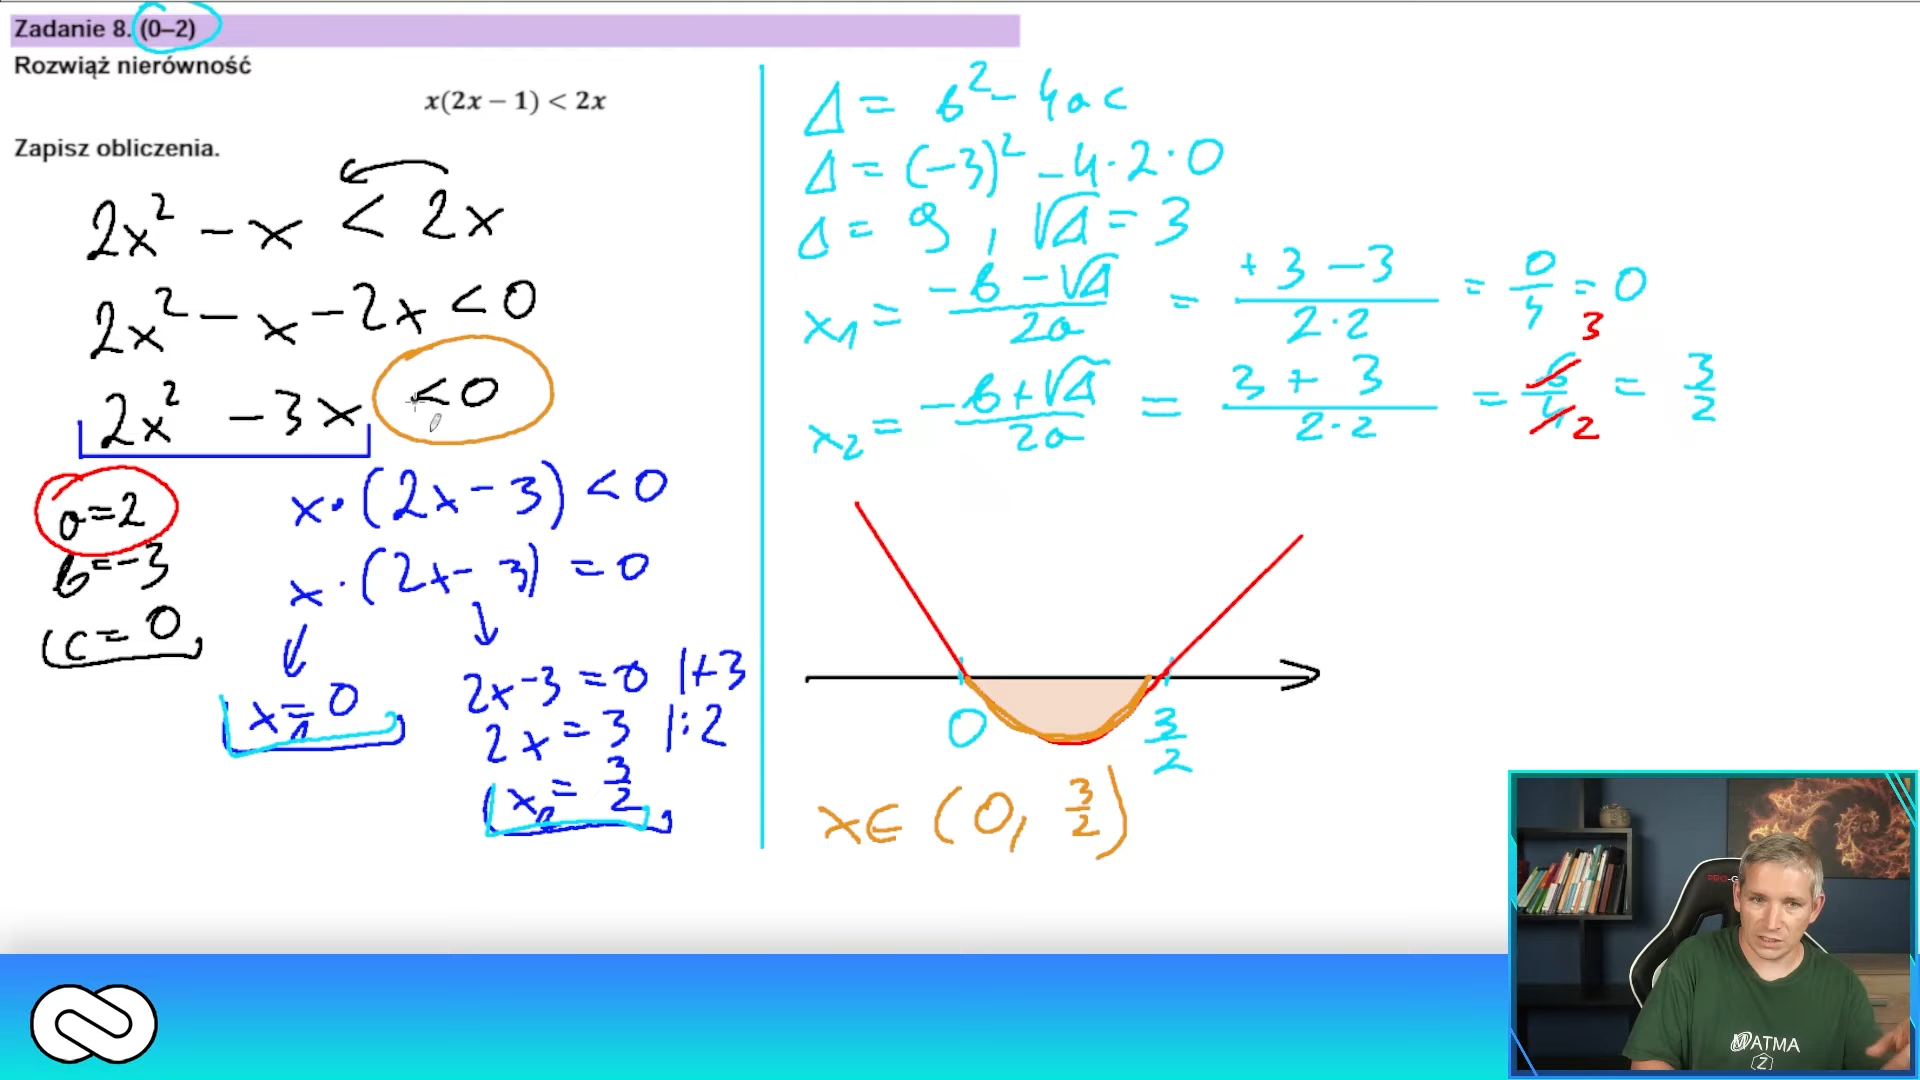 Zadanie 8. (0–2)
Rozwiąż nierówność
x(2x − 1) < 2x
Zapisz obliczenia.
2x² − x < 2x
2x² − x − 2x < 0
2x² − 3x < 0
a = 2
b = −3
c = 0
x · (2x − 3) < 0
x · (2x − 3) = 0
x₁ = 0
2x − 3 = 0 |+3
2x = 3 |:2
x₂ = 3/2
Δ = b² − 4ac
Δ = (−3)² − 4 · 2 · 0
Δ = 9, √Δ = 3
x₁ = (−b − √Δ)/(2a) = (+3 − 3)/(2 · 2) = 0/4 = 0
x₂ = (−b + √Δ)/(2a) = (3 + 3)/(2 · 2) = 6/4 = 3/2
3
2
0
3/2
x ∈ (0, 3/2)
MATMA
Z